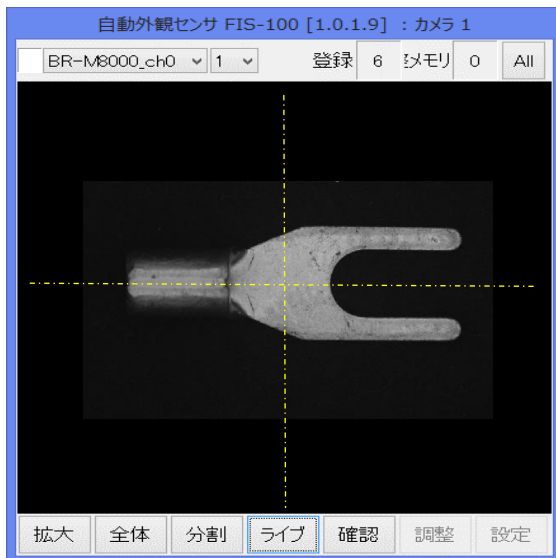 自動外観センサ FIS-100 [1.0.1.9] : カメラ 1
BR-M8000_ch0 1 登録 6 メモリ 0 All
拡大 全体 分割 ライブ 確認 調整 設定